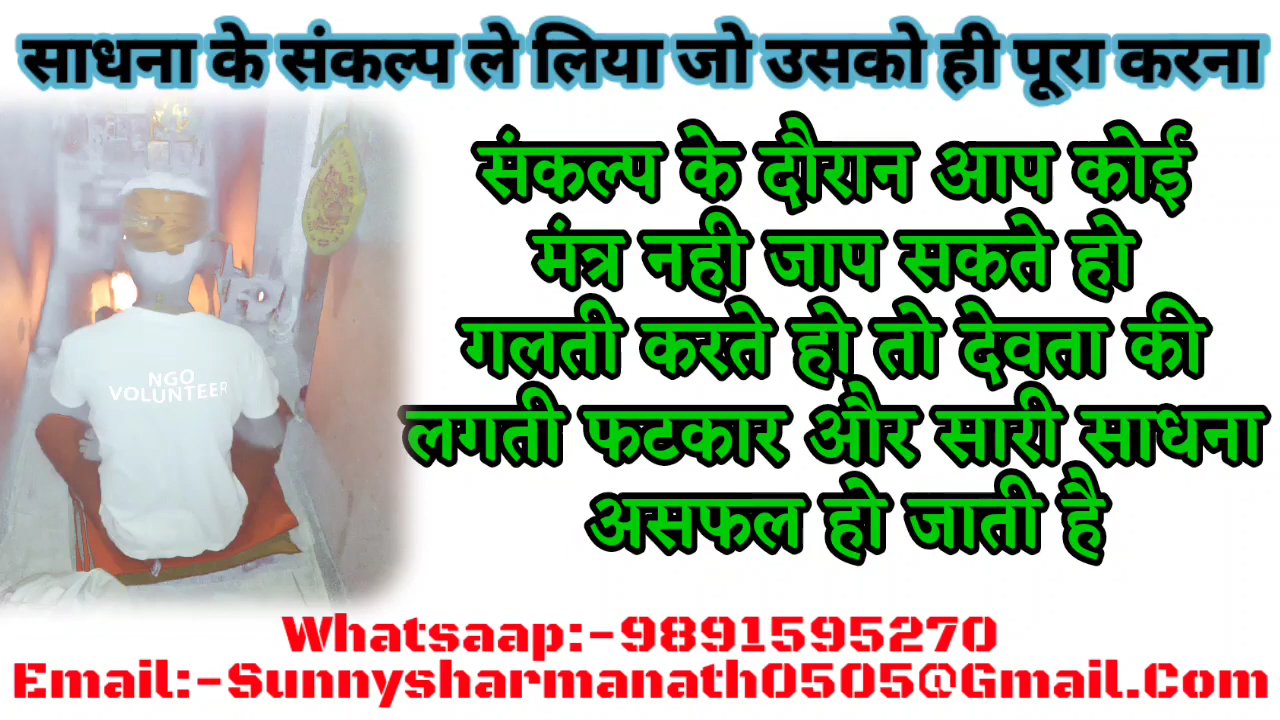 साधना के संकल्प ले लिया जो उसको ही पूरा करना
संकल्प के दौरान आप कोई
मंत्र नही जाप सकते हो
गलती करते हो तो देवता की
लगती फटकार और सारी साधना
असफल हो जाती है
NGO
VOLUNTEER
Whatsaap:-9891595270
Email:-Sunnysharmanath0505@Gmail.Com